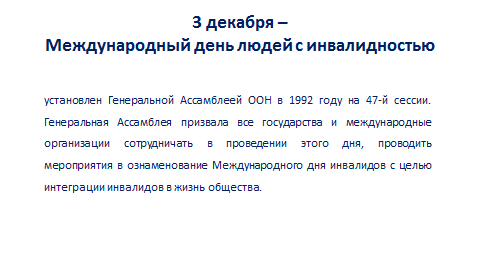 3 декабря –
Международный день людей с инвалидностью
установлен Генеральной Ассамблеей ООН в 1992 году на 47-й сессии.
Генеральная Ассамблея призвала все государства и международные
организации сотрудничать в проведении этого дня, проводить
мероприятия в ознаменование Международного дня инвалидов с целью
интеграции инвалидов в жизнь общества.